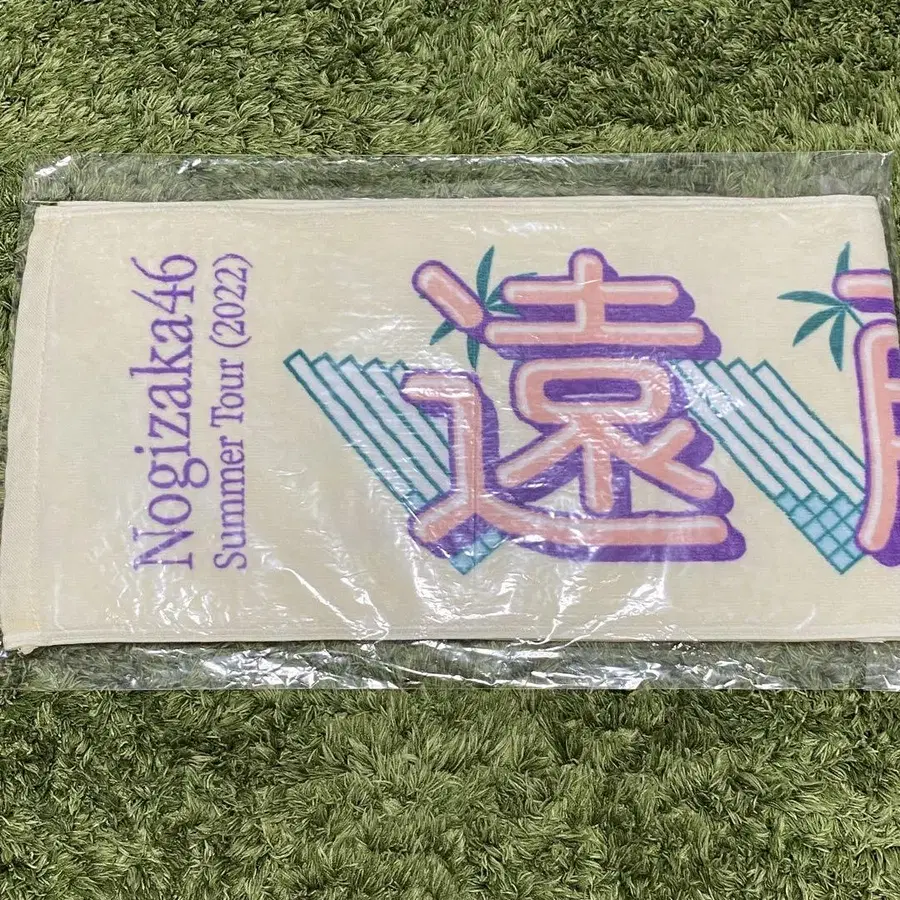 Nogizaka46
Summer Tour (2022)
遠